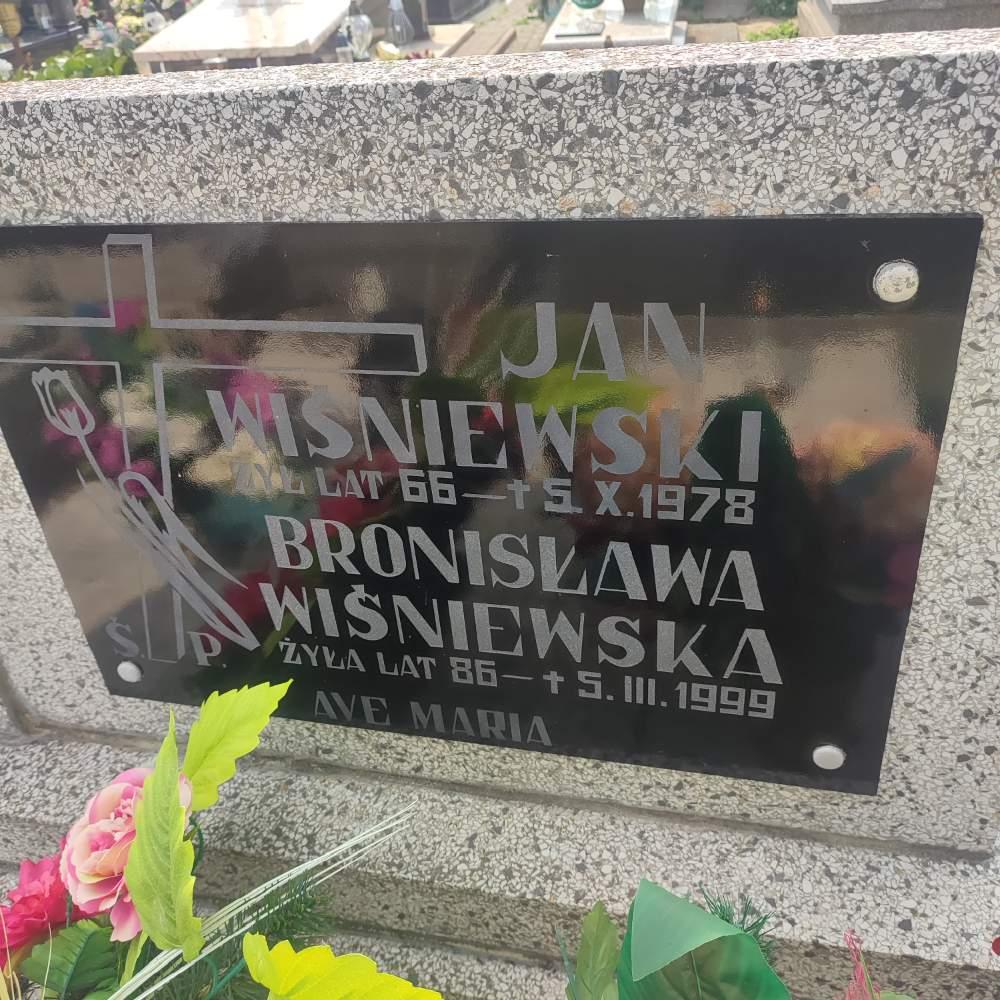 JAN
WIŚNIEWSKI
ŻYŁ LAT 66 — † 5. X. 1978
BRONISŁAWA
WIŚNIEWSKA
ŻYŁA LAT 86 — † 5. III. 1999
Ś. P.
AVE MARIA